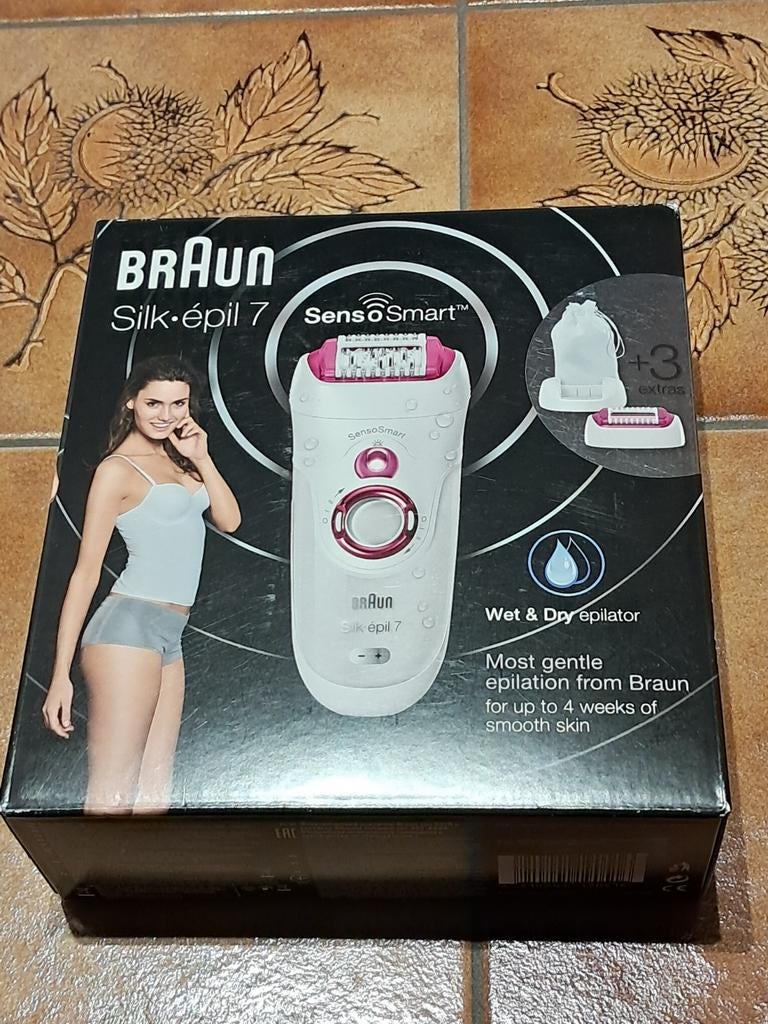 BRAUN
Silk·épil 7
SensoSmart™
+3
extras
SensoSmart
BRAUN
Silk·épil 7
- +
Wet & Dry epilator
Most gentle
epilation from Braun
for up to 4 weeks of
smooth skin
EAC